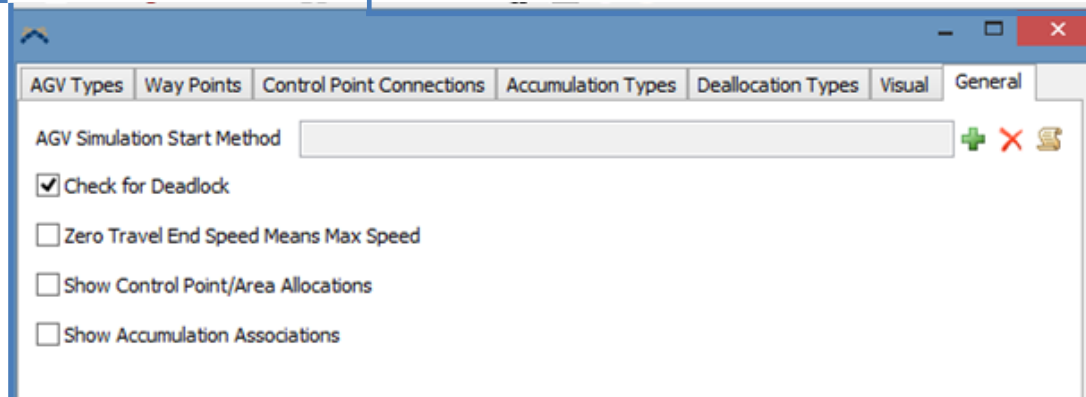 AGV Types Way Points Control Point Connections Accumulation Types Deallocation Types Visual General
AGV Simulation Start Method
Check for Deadlock
Zero Travel End Speed Means Max Speed
Show Control Point/Area Allocations
Show Accumulation Associations